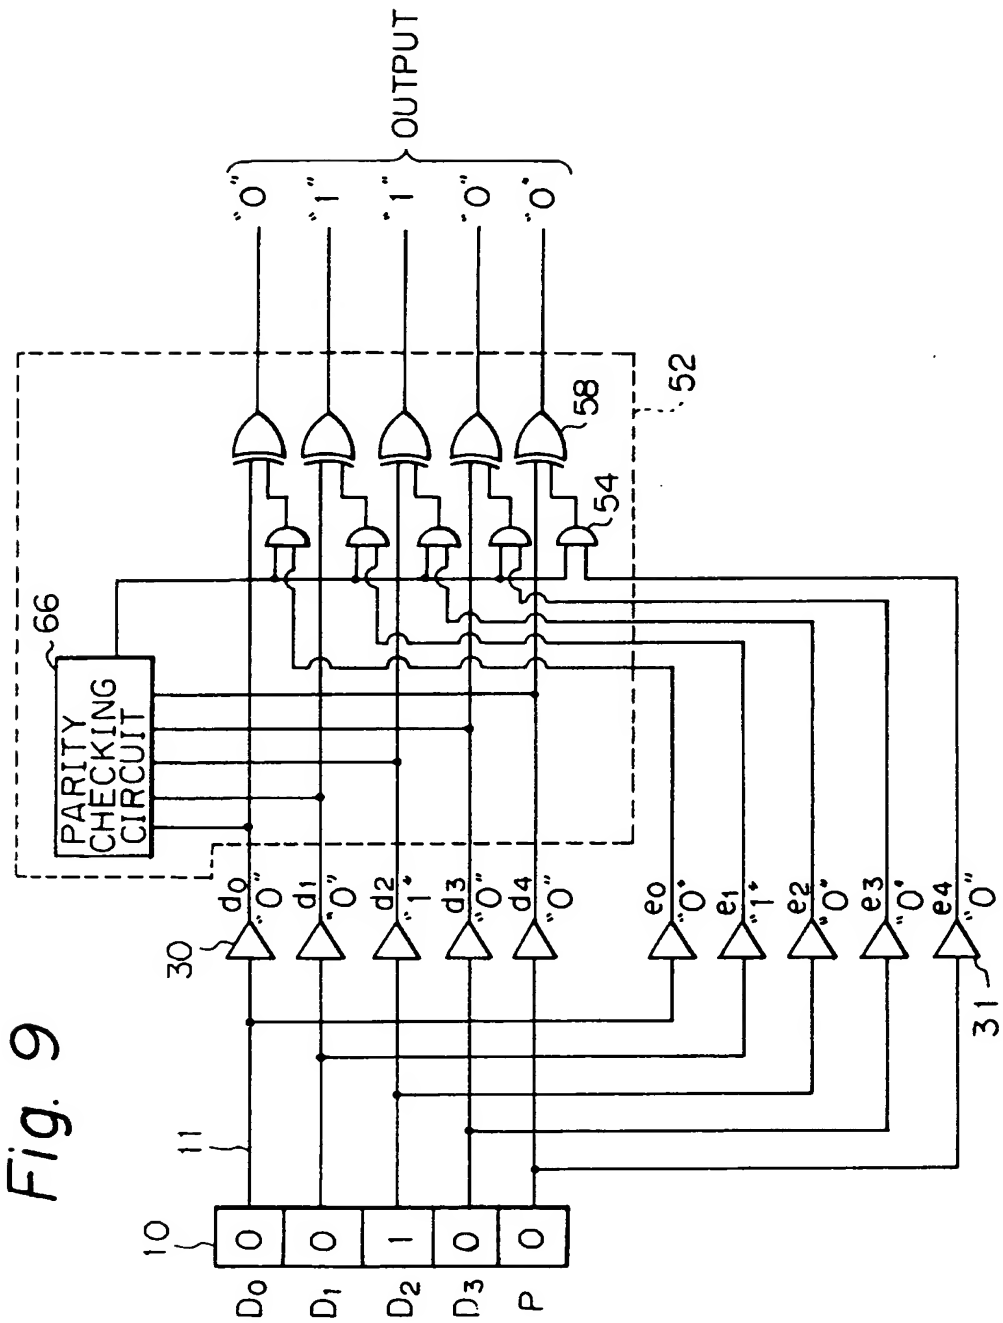 Fig. 9
10
D0
0
D1
0
D2
1
D3
0
P
0
11
30
31
d0
"0"
d1
"0"
d2
"1"
d3
"0"
d4
"0"
e0
"0"
e1
"1"
e2
"0"
e3
"0"
e4
"0"
66
PARITY
CHECKING
CIRCUIT
54
58
52
"0"
"1"
"1"
"0"
"0"
OUTPUT